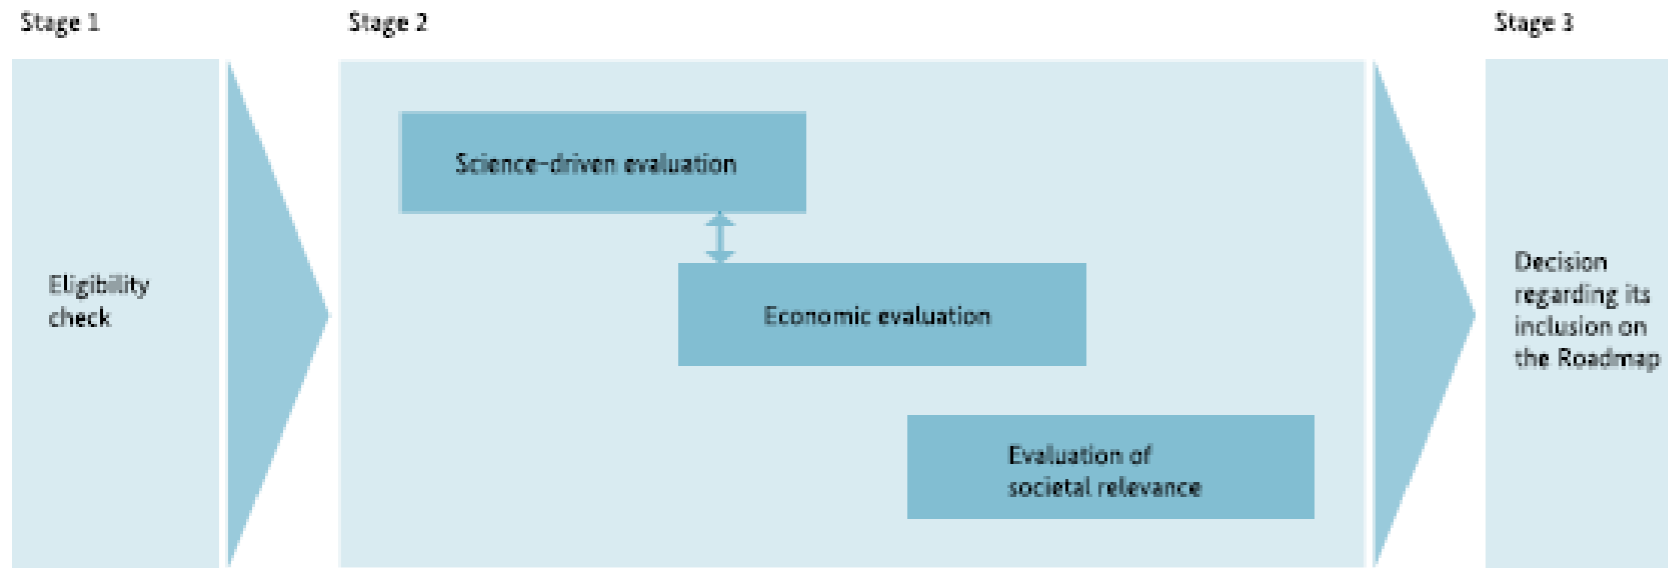 Stage 1
Stage 2
Stage 3
Eligibility
check
Science-driven evaluation
Economic evaluation
Evaluation of
societal relevance
Decision
regarding its
inclusion on
the Roadmap